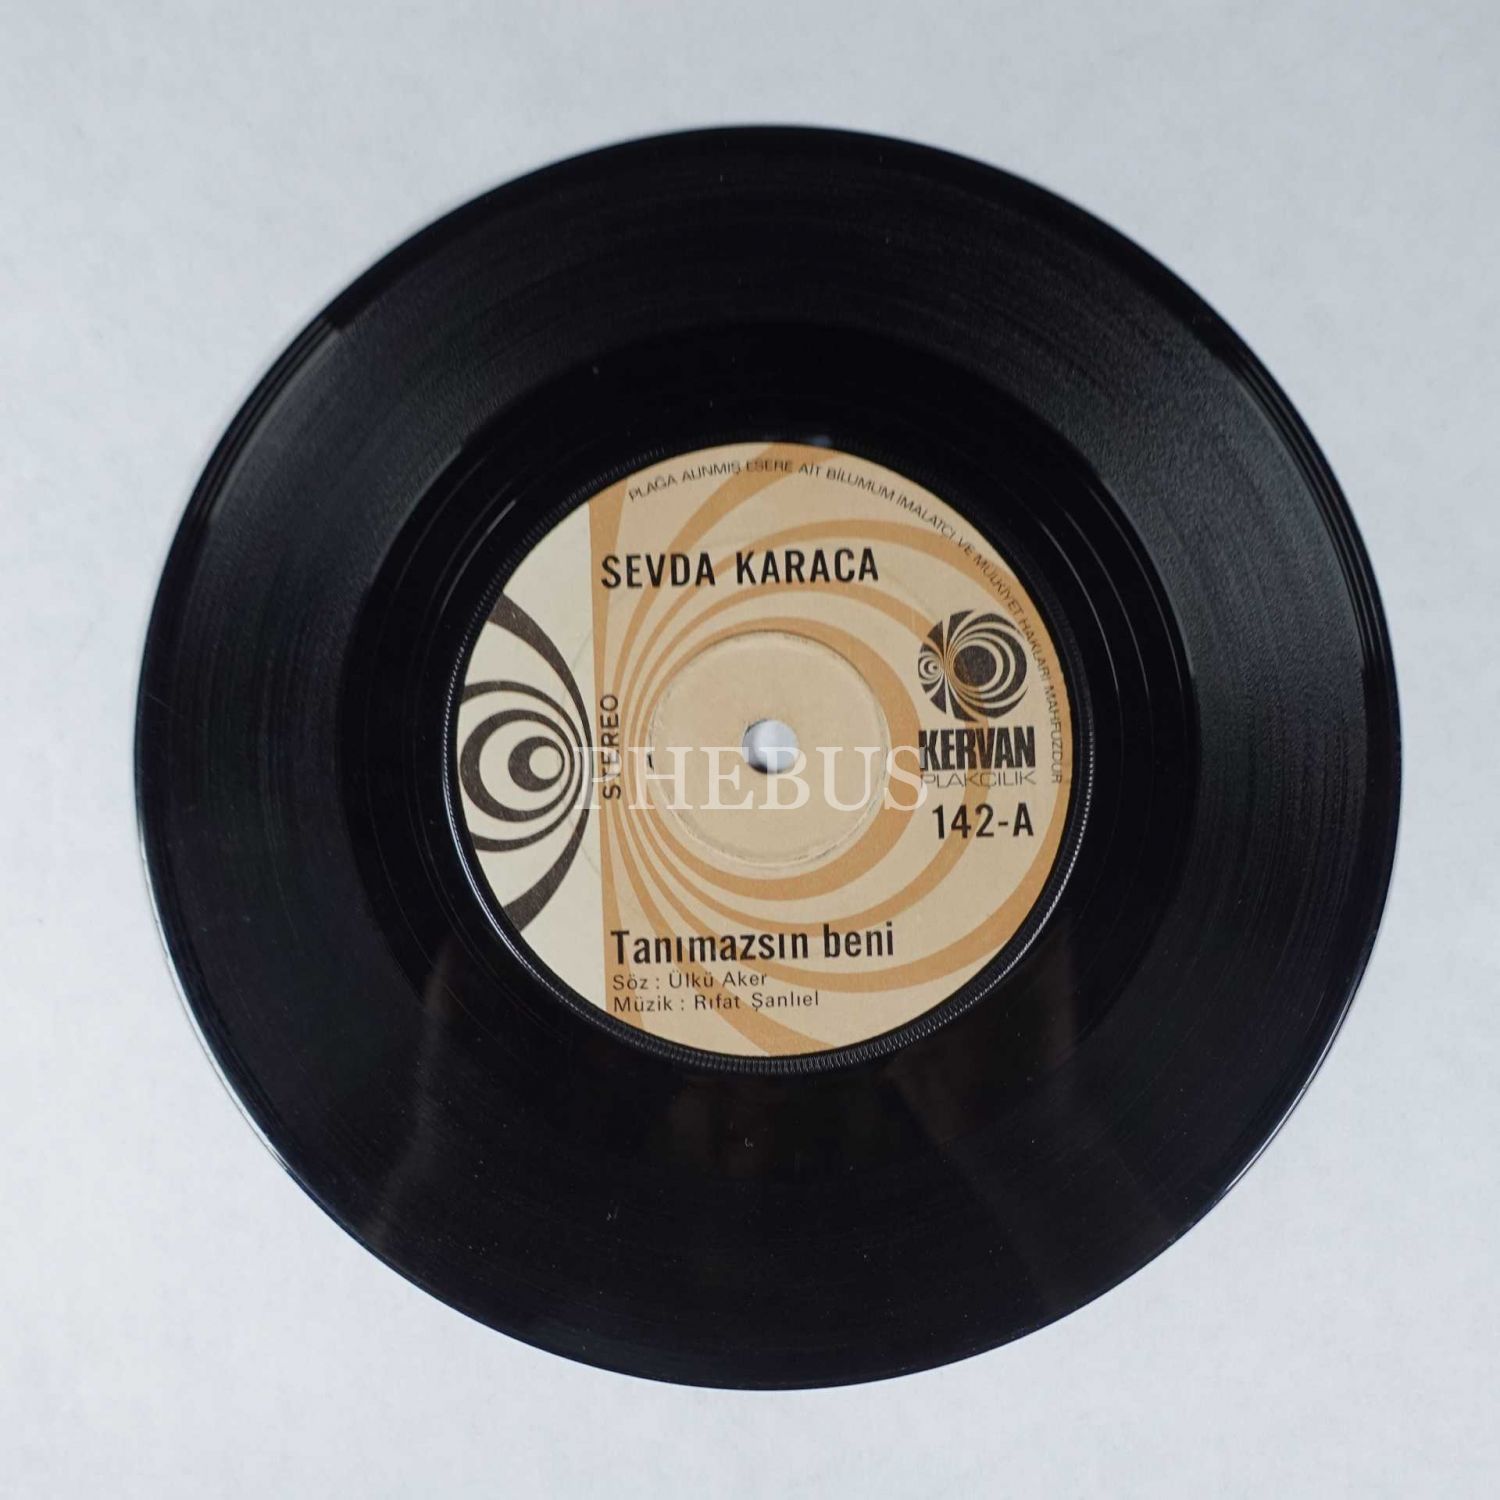 PLAĞA ALINMIŞ ESERE AİT BİLUMUM İMALATCI VE MÜLKİYET HAKLARI MAHFUZDUR
SEVDA KARACA
STEREO
KERVAN
PLAKÇILIK
142-A
PHEBUS
Tanımazsın beni
Söz : Ülkü Aker
Müzik : Rıfat Şanlıel